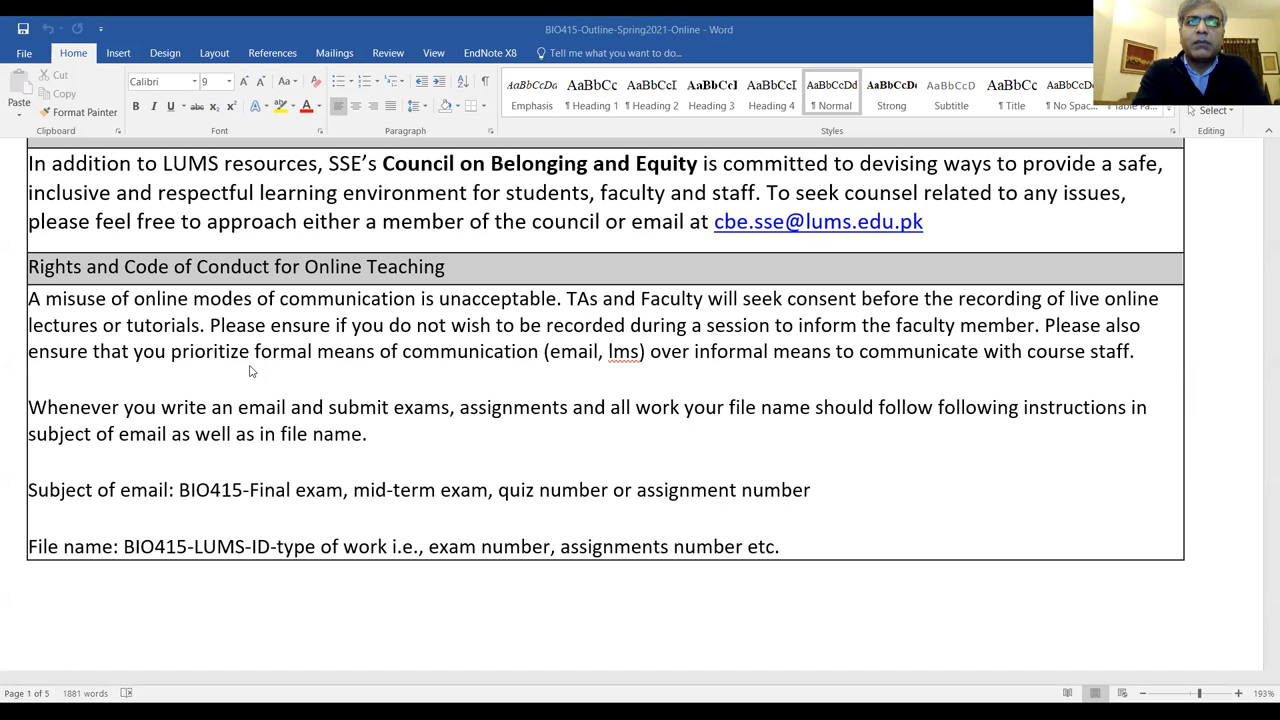 BIO415-Outline-Spring2021-Online - Word
File Home Insert Design Layout References Mailings Review View EndNote X8 Tell me what you want to do...
Cut
Copy
Format Painter
Paste
Calibri 9
Clipboard Font Paragraph Styles Editing
AaBbCcDc AaBbCc AaBbCcI AaBbCcI AaBbCcI AaBbCcDd AaBbCcDc AaBbCcDd AaBbCc AaBbCcDd
Emphasis ¶ Heading 1 ¶ Heading 2 ¶ Heading 3 ¶ Heading 4 ¶ Normal Strong Subtitle ¶ Title ¶ No Spac...
Select
In addition to LUMS resources, SSE's Council on Belonging and Equity is committed to devising ways to provide a safe,
inclusive and respectful learning environment for students, faculty and staff. To seek counsel related to any issues,
please feel free to approach either a member of the council or email at cbe.sse@lums.edu.pk
Rights and Code of Conduct for Online Teaching
A misuse of online modes of communication is unacceptable. TAs and Faculty will seek consent before the recording of live online
lectures or tutorials. Please ensure if you do not wish to be recorded during a session to inform the faculty member. Please also
ensure that you prioritize formal means of communication (email, lms) over informal means to communicate with course staff.
Whenever you write an email and submit exams, assignments and all work your file name should follow following instructions in
subject of email as well as in file name.
Subject of email: BIO415-Final exam, mid-term exam, quiz number or assignment number
File name: BIO415-LUMS-ID-type of work i.e., exam number, assignments number etc.
Page 1 of 5 1881 words 193%